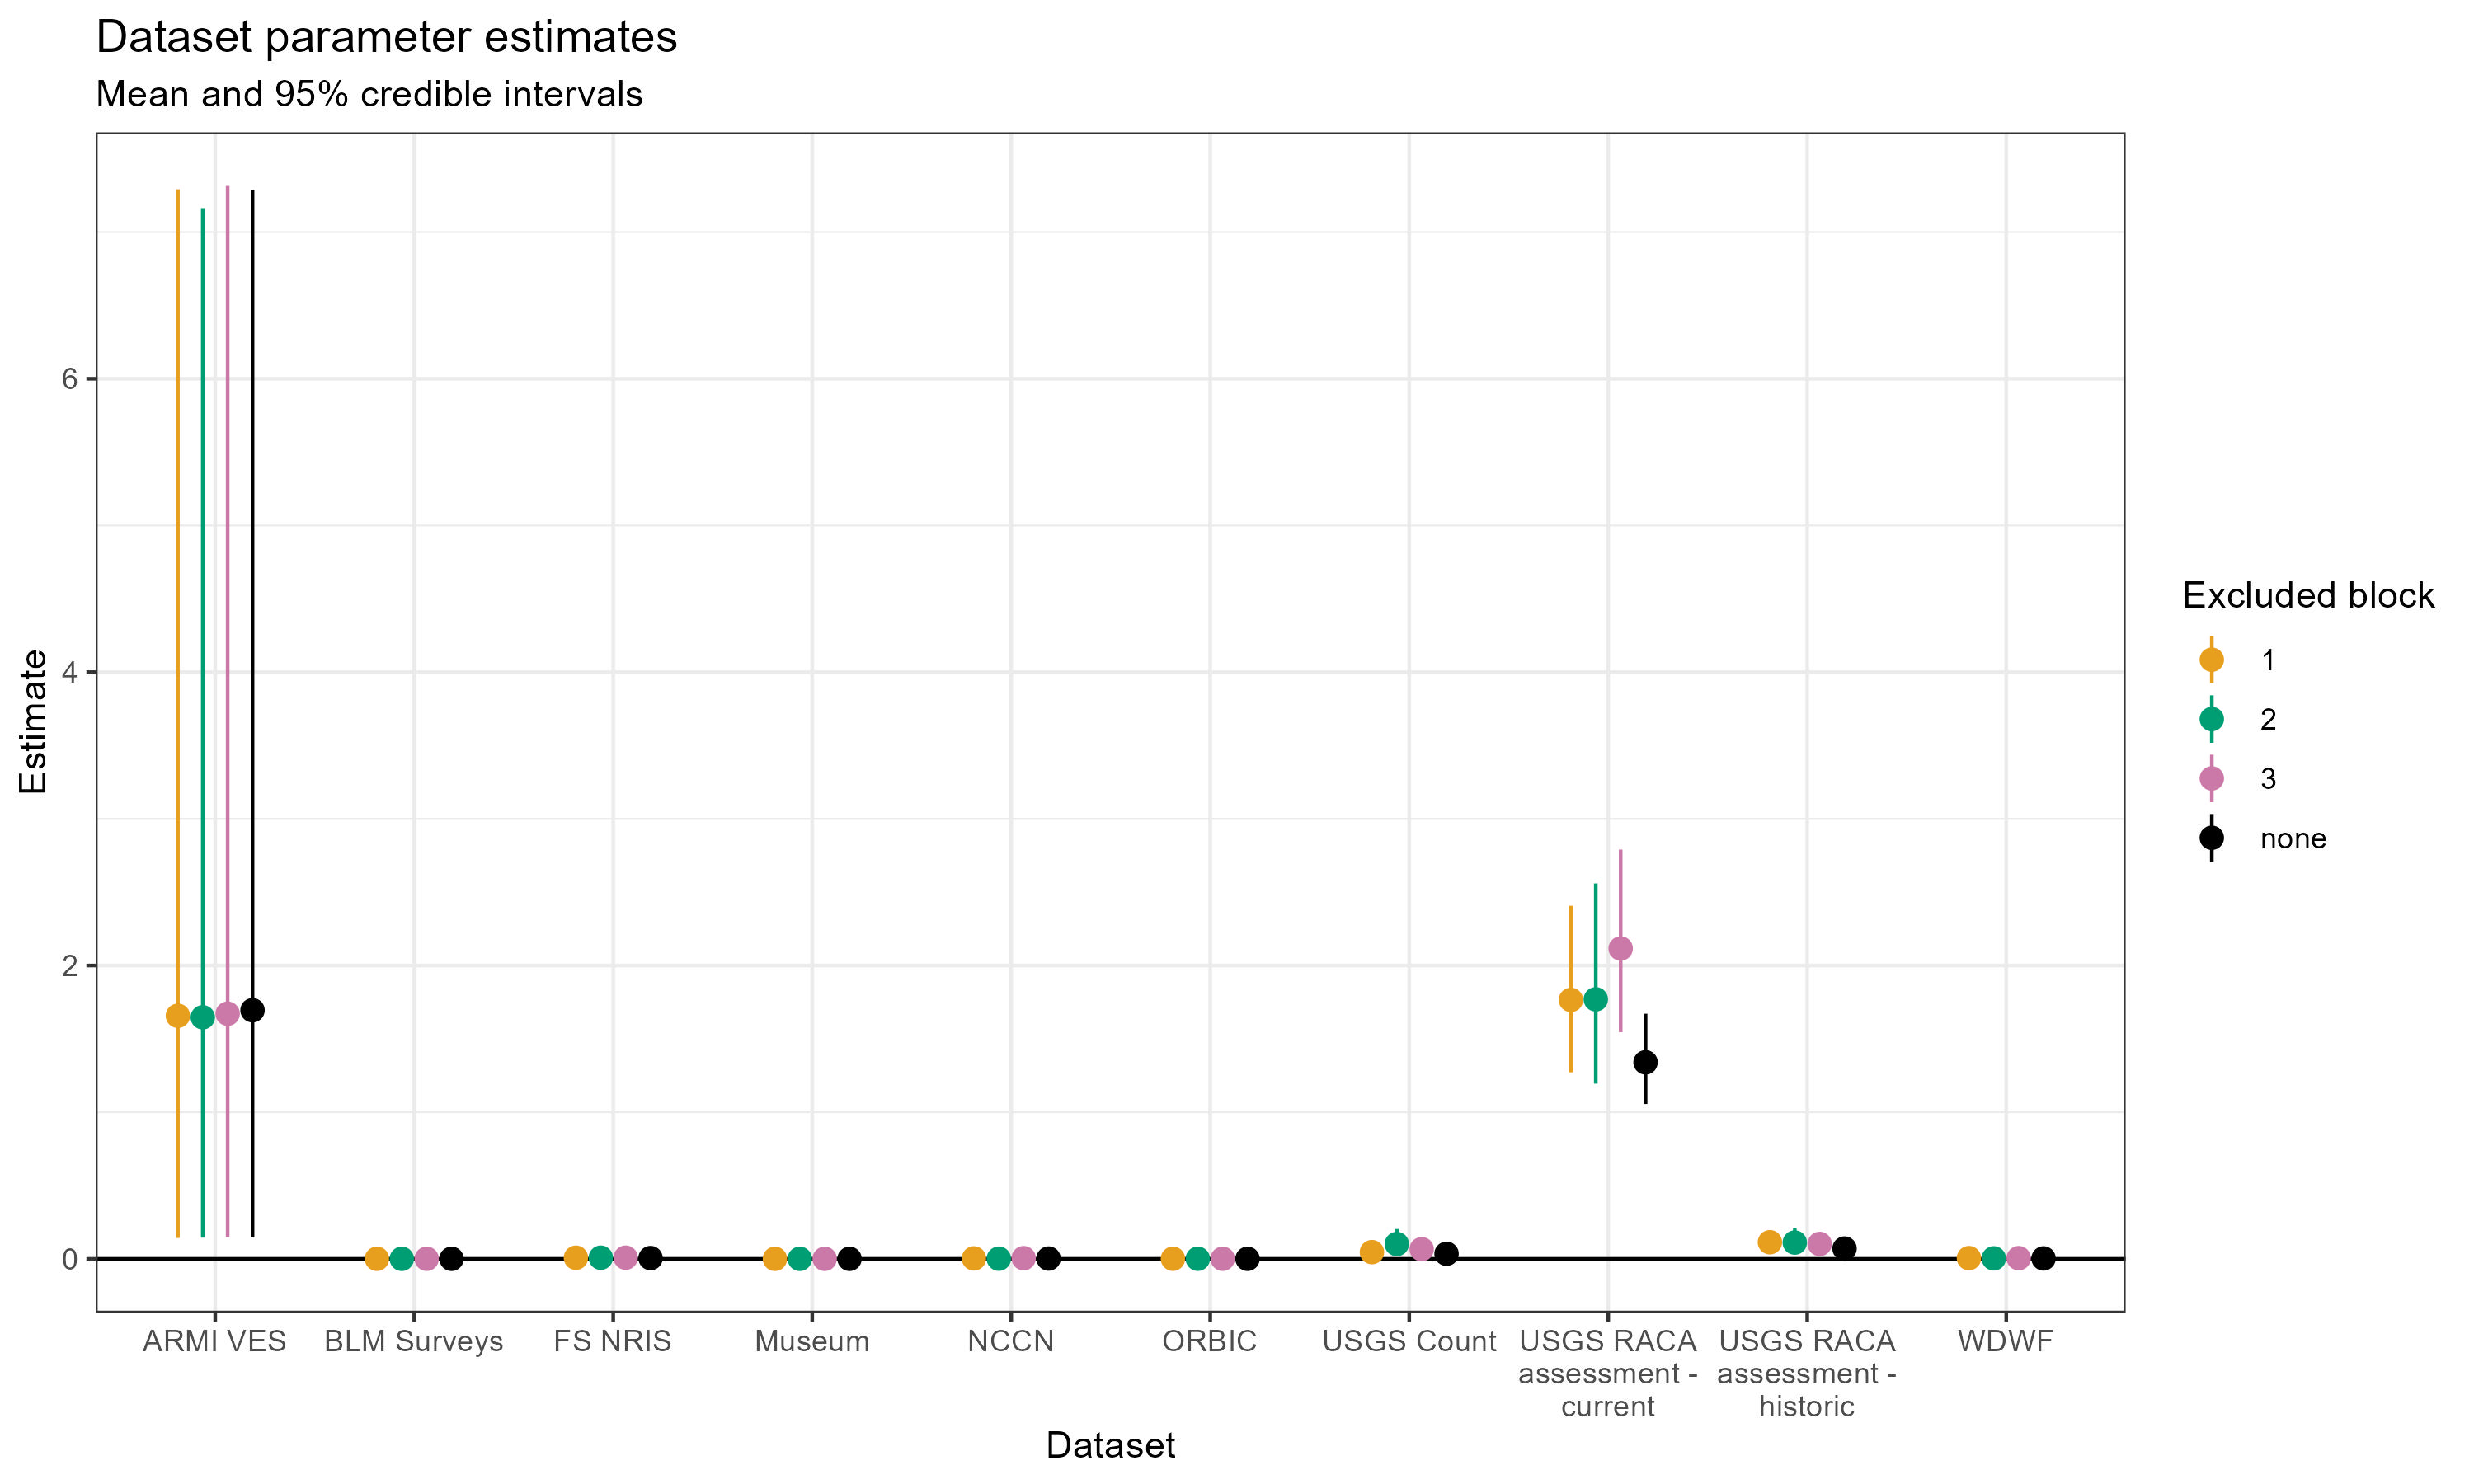 Dataset parameter estimates
Mean and 95% credible intervals
Estimate
6
4
2
0
ARMI VES
BLM Surveys
FS NRIS
Museum
NCCN
ORBIC
USGS Count
USGS RACA
assessment -
current
USGS RACA
assessment -
historic
WDWF
Dataset
Excluded block
1
2
3
none